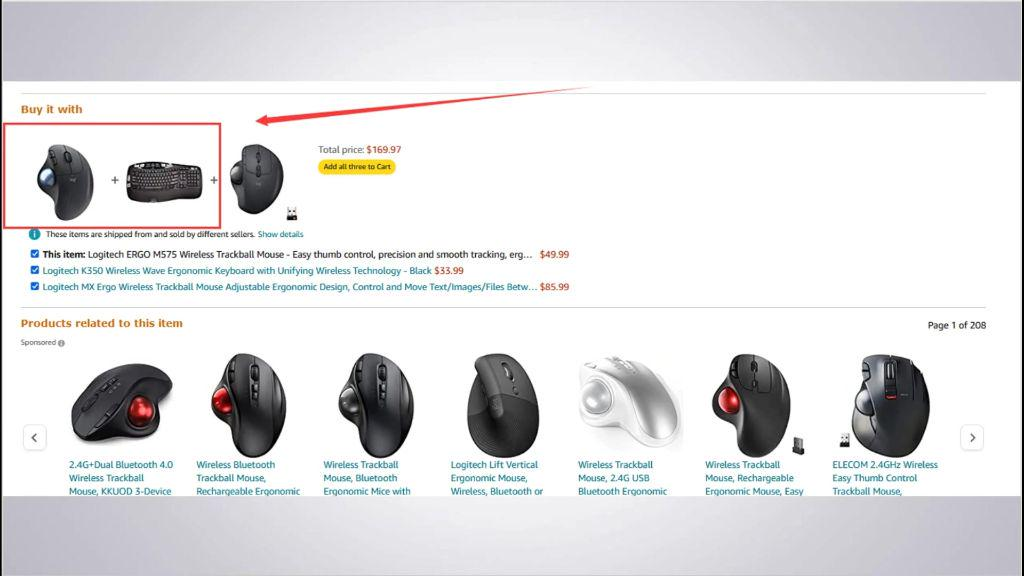 Buy it with
+
+
Total price: $169.97
Add all three to Cart
These items are shipped from and sold by different sellers. Show details
This item: Logitech ERGO M575 Wireless Trackball Mouse - Easy thumb control, precision and smooth tracking, erg... $49.99
Logitech K350 Wireless Wave Ergonomic Keyboard with Unifying Wireless Technology - Black $33.99
Logitech MX Ergo Wireless Trackball Mouse Adjustable Ergonomic Design, Control and Move Text/Images/Files Betw... $85.99
Products related to this item
Page 1 of 208
Sponsored
2.4G+Dual Bluetooth 4.0
Wireless Trackball
Mouse, KKUOD 3-Device
Wireless Bluetooth
Trackball Mouse,
Rechargeable Ergonomic
Wireless Trackball
Mouse, Bluetooth
Ergonomic Mice with
Logitech Lift Vertical
Ergonomic Mouse,
Wireless, Bluetooth or
Wireless Trackball
Mouse, 2.4G USB
Bluetooth Ergonomic
Wireless Trackball
Mouse, Rechargeable
Ergonomic Mouse, Easy
ELECOM 2.4GHz Wireless
Easy Thumb Control
Trackball Mouse,